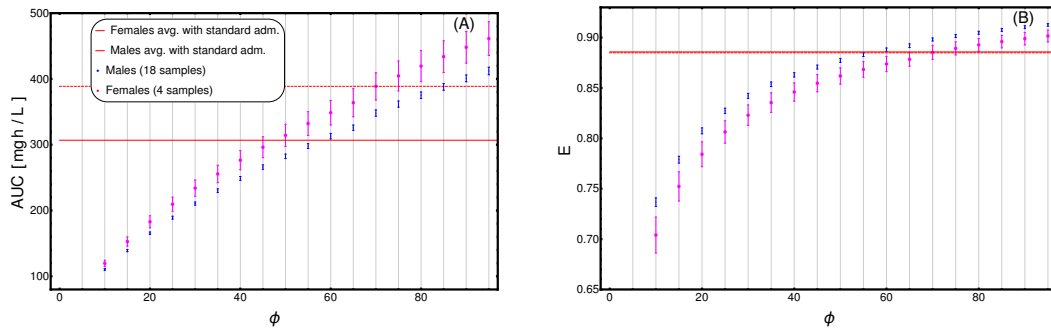 (A)
Females avg. with standard adm.
Males avg. with standard adm.
Males (18 samples)
Females (4 samples)
AUC [mg h / L]
500
400
300
200
100
0 20 40 60 80
ϕ
(B)
E
0.90
0.85
0.80
0.75
0.70
0.65
0 20 40 60 80
ϕ